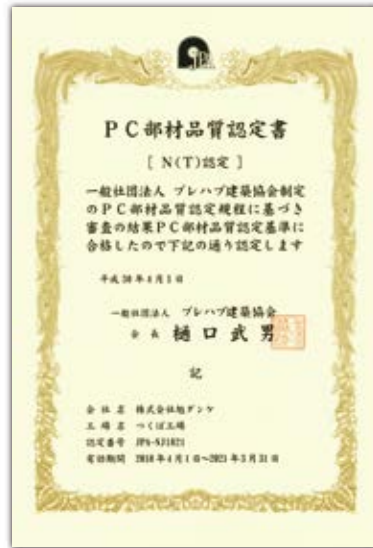 PC部材品質認定書
[ N(T)認定 ]
一般社団法人 プレハブ建築協会制定
のPC部材品質認定規程に基づき
審査の結果PC部材品質認定基準に
合格したので下記の通り認定します
平成30年4月1日
一般社団法人 プレハブ建築協会
会長 樋口武男
記
会社名 株式会社旭ダンケ
工場名 つくば工場
認定番号 JPA-NJ1021
有効期間 2018年4月1日〜2021年3月31日